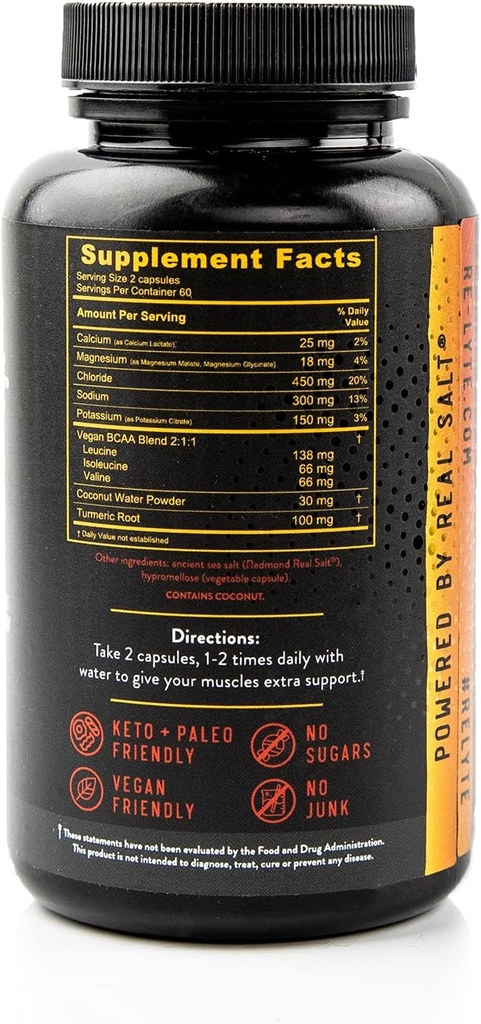 Supplement Facts
Serving Size 2 capsules
Servings Per Container 60
Amount Per Serving % Daily Value
Calcium (as Calcium Lactate) 25 mg 2%
Magnesium (as Magnesium Malate, Magnesium Glycinate) 18 mg 4%
Chloride 450 mg 20%
Sodium 300 mg 13%
Potassium (as Potassium Citrate) 150 mg 3%
Vegan BCAA Blend 2:1:1 †
Leucine 138 mg
Isoleucine 66 mg
Valine 66 mg
Coconut Water Powder 30 mg †
Turmeric Root 100 mg †
† Daily Value not established
Other ingredients: ancient sea salt (Redmond Real Salt®),
hypromellose (vegetable capsule).
CONTAINS COCONUT.
Directions:
Take 2 capsules, 1-2 times daily with
water to give your muscles extra support.†
KETO + PALEO
FRIENDLY
NO
SUGARS
VEGAN
FRIENDLY
NO
JUNK
†These statements have not been evaluated by the Food and Drug Administration.
This product is not intended to diagnose, treat, cure or prevent any disease.
POWERED BY REAL SALT®
RE-LYTE.COM
#RELYTE